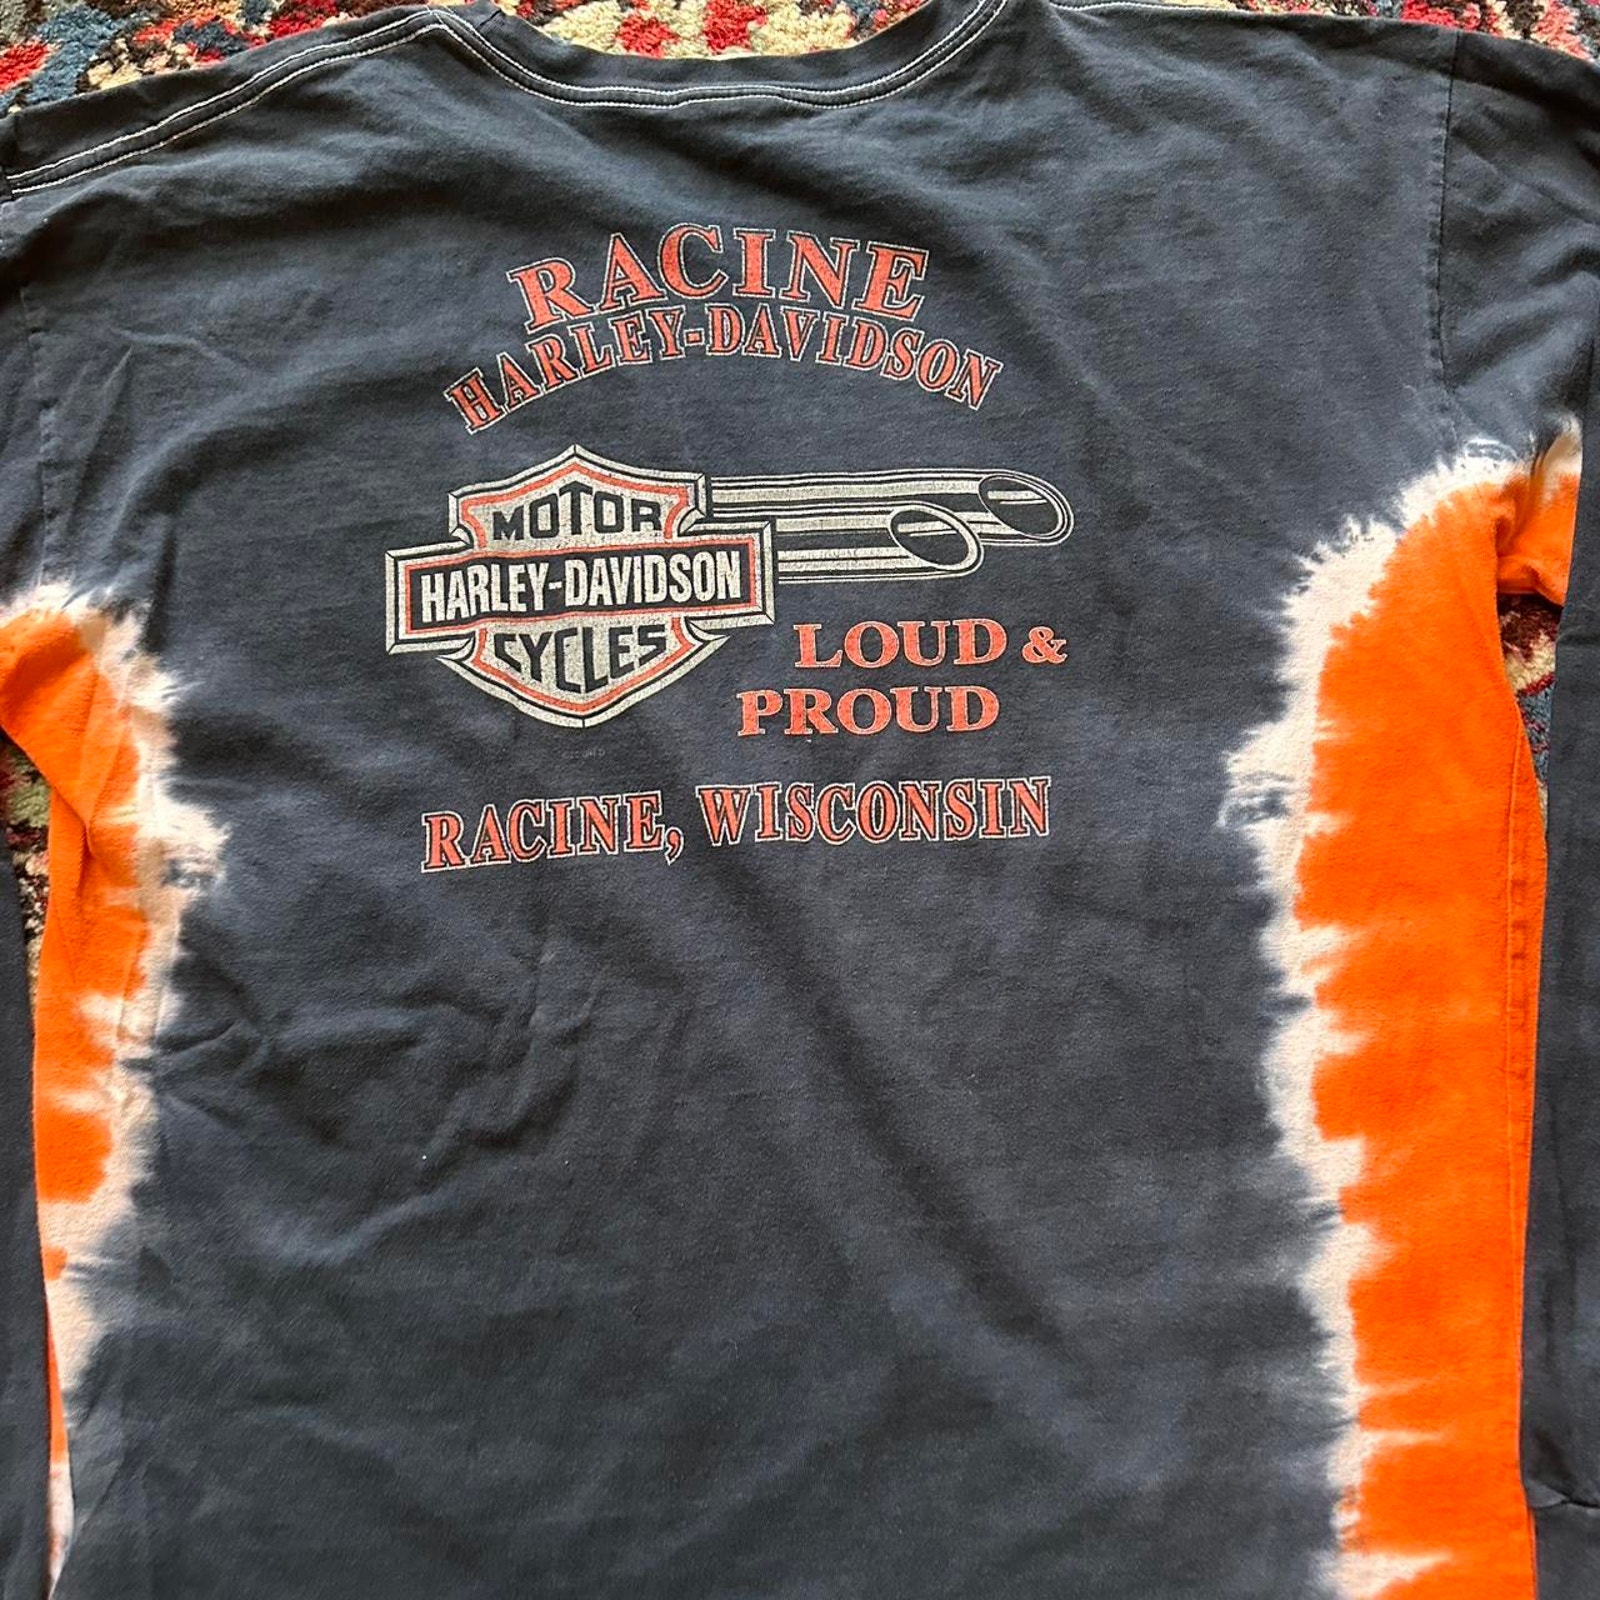 RACINE
HARLEY-DAVIDSON
MOTOR
HARLEY-DAVIDSON
CYCLES
LOUD &
PROUD
RACINE, WISCONSIN